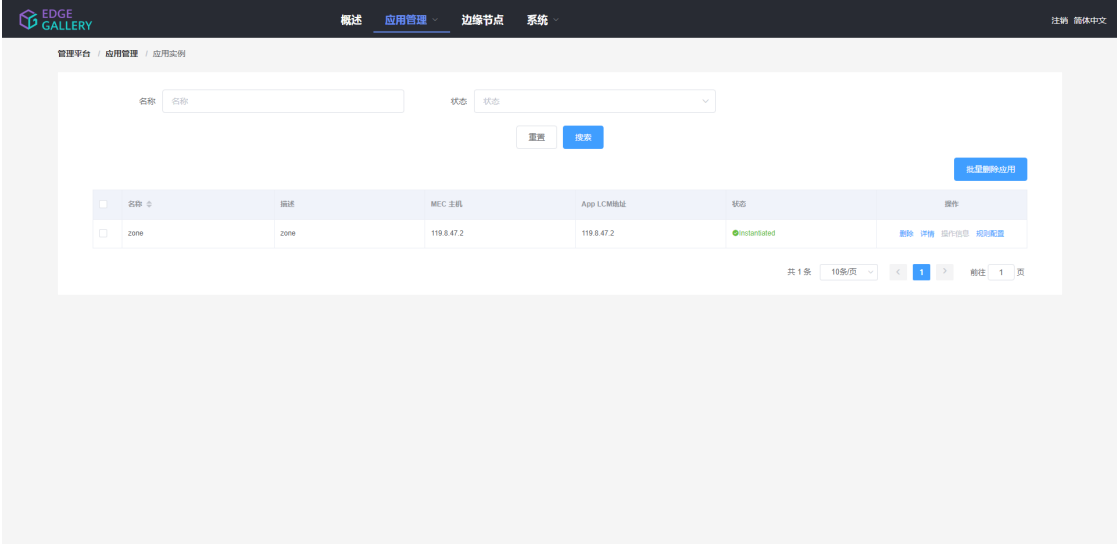 EDGE
GALLERY
概述 应用管理 边缘节点 系统 注销 简体中文
管理平台 / 应用管理 / 应用实例
名称 名称 状态 状态
重置 搜索
批量删除应用
名称 描述 MEC 主机 App LCM地址 状态 操作
zone zone 119.8.47.2 119.8.47.2 Instantiated 删除 详情 操作信息 规则配置
共 1 条 10条/页 < 1 > 前往 1 页